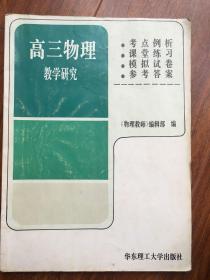 高三物理
教学研究
• 考点例析
• 课堂练习
• 模拟试卷
• 参考答案
《物理教师》编辑部 编
华东理工大学出版社